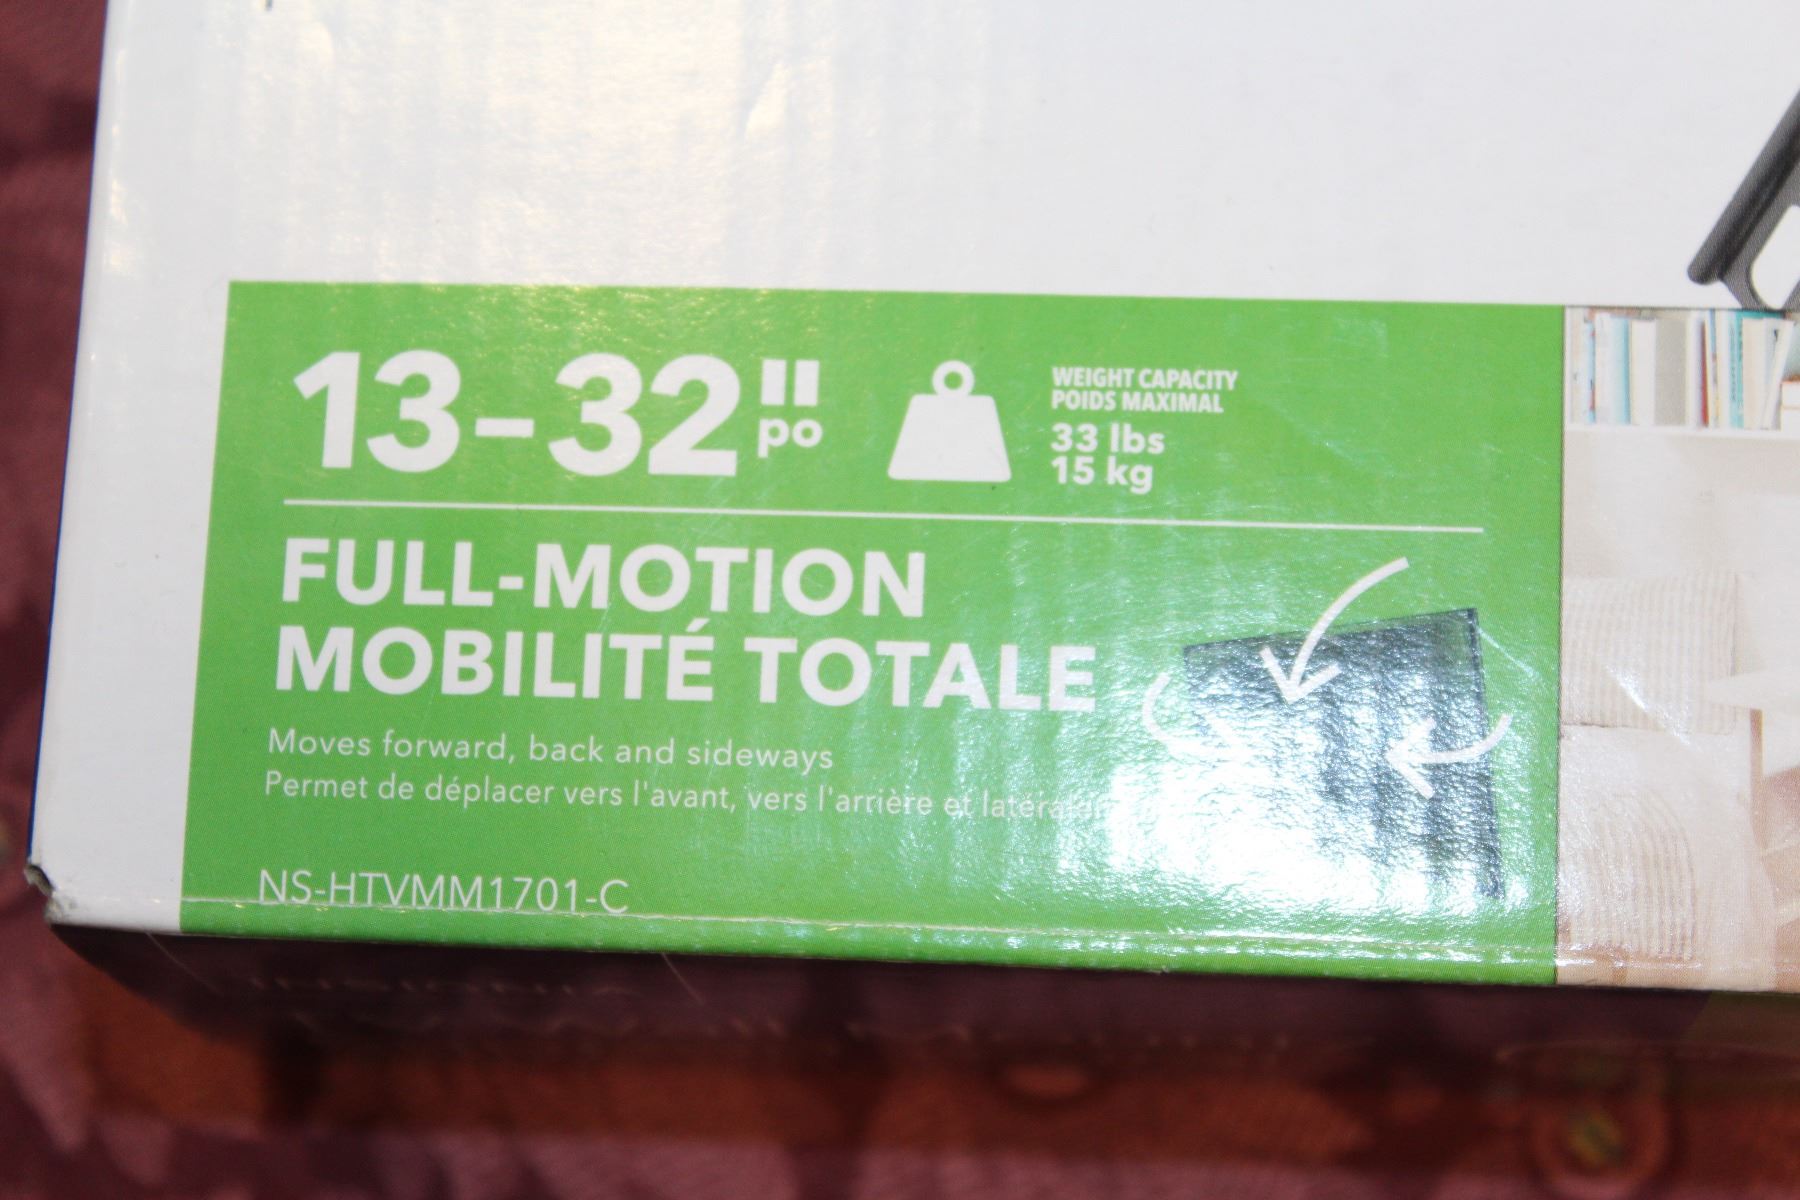 13-32"
po
WEIGHT CAPACITY
POIDS MAXIMAL
33 lbs
15 kg
FULL-MOTION
MOBILITÉ TOTALE
Moves forward, back and sideways
Permet de déplacer vers l'avant, vers l'arrière et
NS-HTVMM1701-C